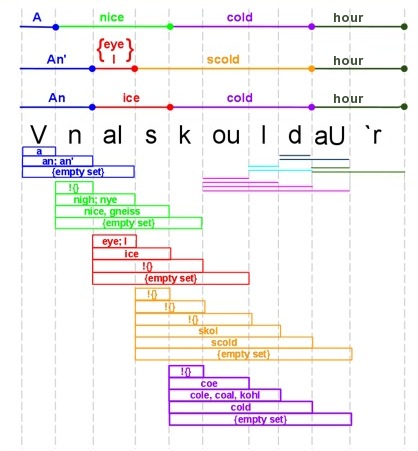 A nice cold hour
{eye I}
An' scold hour
An ice cold hour
V n aI s k ou l d aU `r
a
an; an'
{empty set}
!{}
nigh; nye
nice, gneiss
{empty set}
eye; I
ice
!{}
{empty set}
!{}
!{}
!{}
skol
scold
{empty set}
!{}
coe
cole, coal, kohl
cold
{empty set}